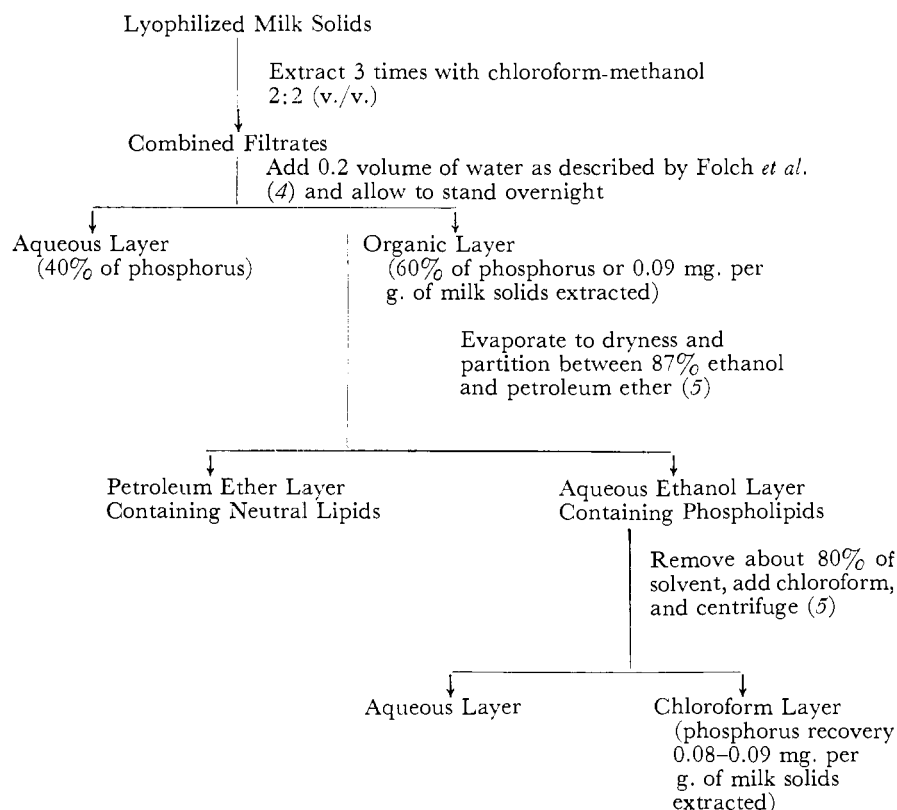 Lyophilized Milk Solids
Extract 3 times with chloroform-methanol
2:2 (v./v.)
Combined Filtrates
Add 0.2 volume of water as described by Folch et al.
(4) and allow to stand overnight
Aqueous Layer
(40% of phosphorus)
Organic Layer
(60% of phosphorus or 0.09 mg. per
g. of milk solids extracted)
Evaporate to dryness and
partition between 87% ethanol
and petroleum ether (5)
Petroleum Ether Layer
Containing Neutral Lipids
Aqueous Ethanol Layer
Containing Phospholipids
Remove about 80% of
solvent, add chloroform,
and centrifuge (5)
Aqueous Layer
Chloroform Layer
(phosphorus recovery
0.08–0.09 mg. per
g. of milk solids
extracted)